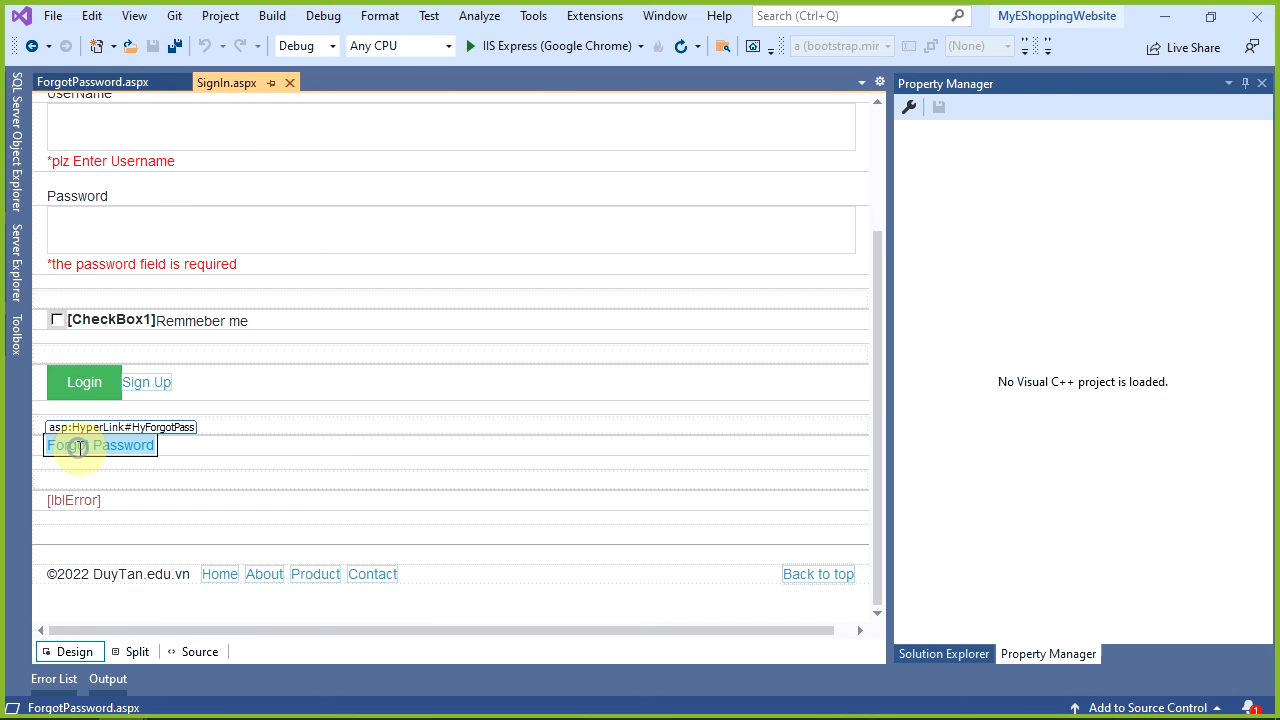 File Edit View Git Project Build Debug Format Test Analyze Tools Extensions Window Help Search (Ctrl+Q) MyEShoppingWebsite
Debug Any CPU IIS Express (Google Chrome) a (bootstrap.mir (None) Live Share
SQL Server Object Explorer
Server Explorer
Toolbox
ForgotPassword.aspx SignIn.aspx
UserName
*plz Enter Username
Password
*the password field is required
[CheckBox1]Remmeber me
Login Sign Up
asp:HyperLink#HyForgotPass
Forgot Password
[lblError]
©2022 DuyTan.edu.vn Home About Product Contact Back to top
Design Split Source
Property Manager
No Visual C++ project is loaded.
Solution Explorer Property Manager
Error List Output
ForgotPassword.aspx Add to Source Control 1